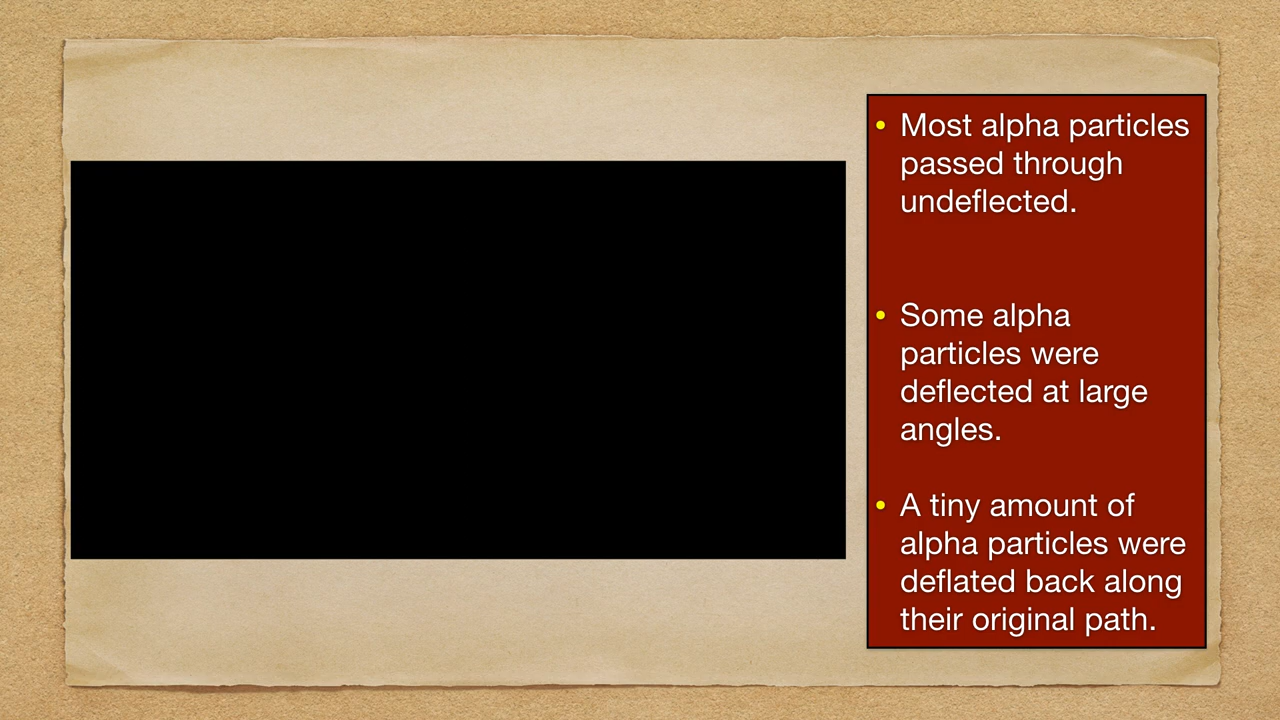 • Most alpha particles
passed through
undeflected.
• Some alpha
particles were
deflected at large
angles.
• A tiny amount of
alpha particles were
deflated back along
their original path.